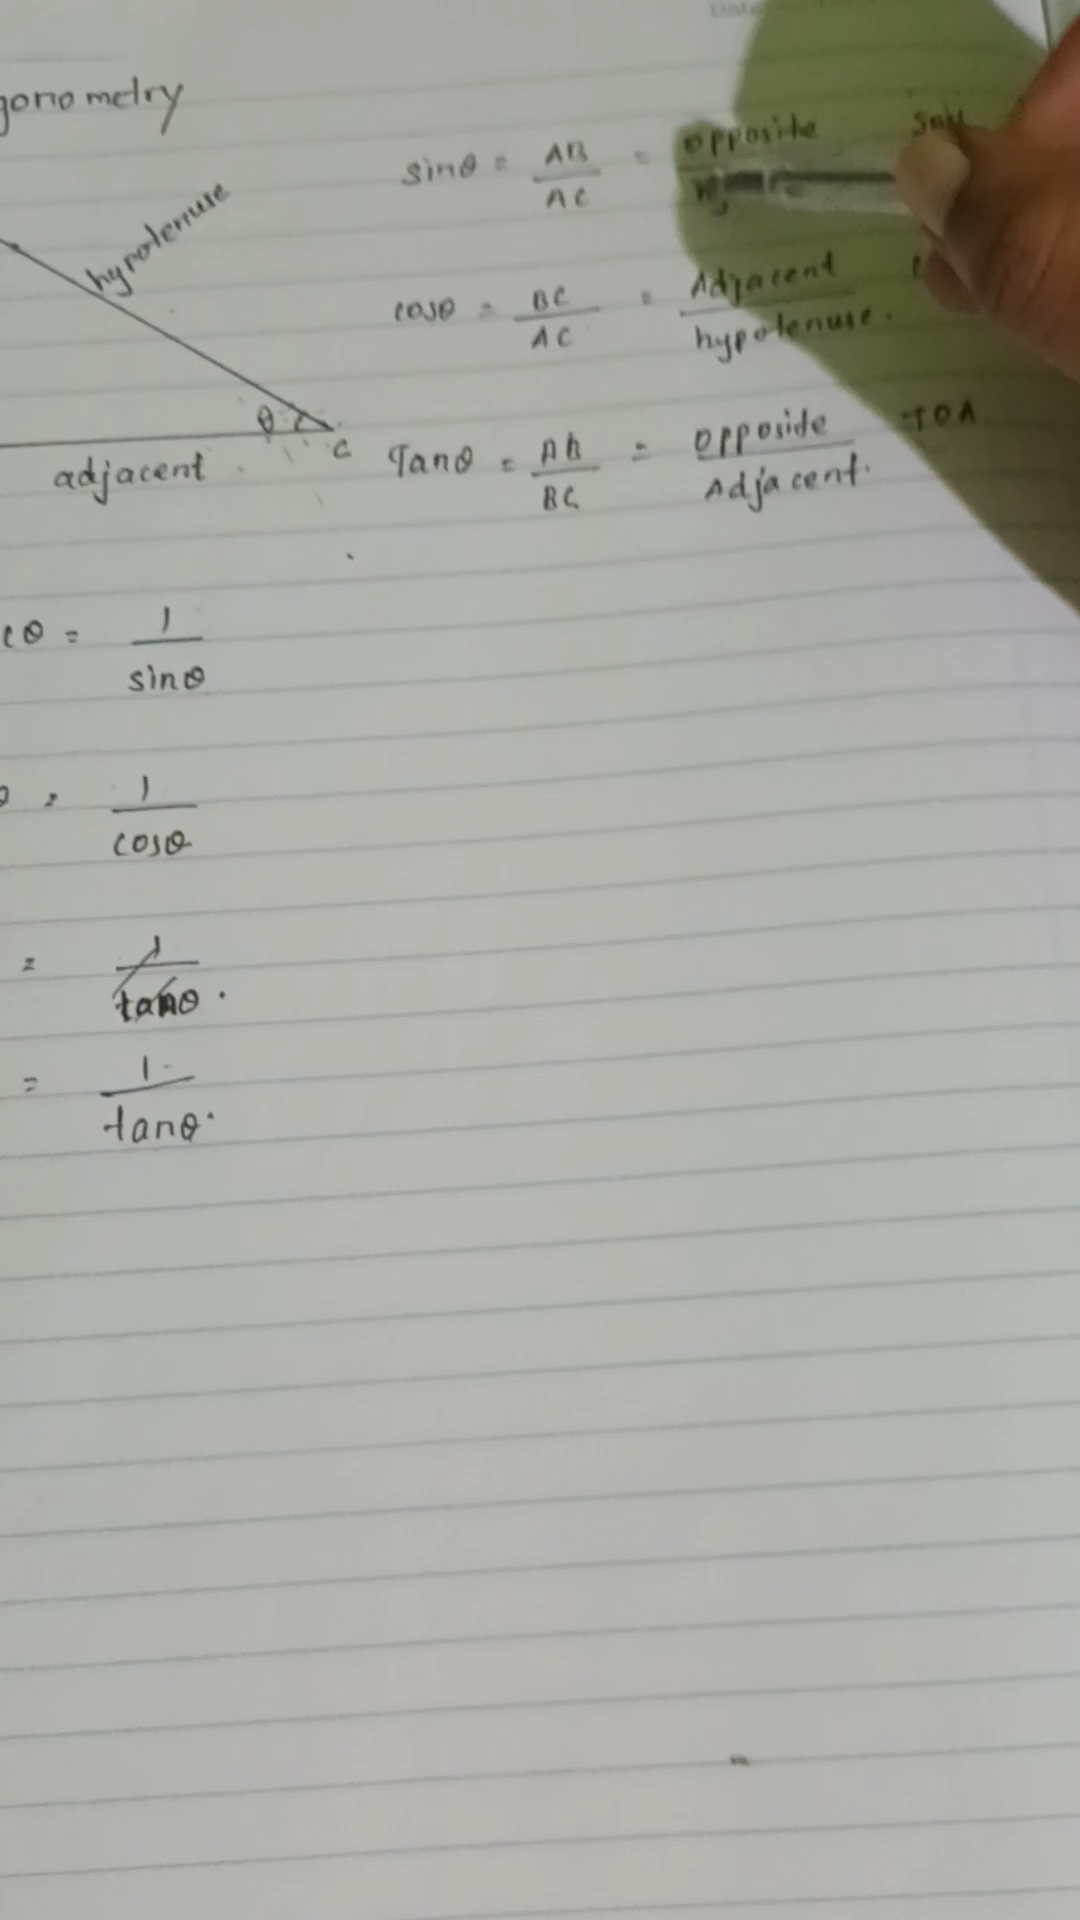 gonometry
sinθ = AB/AC = opposite
hypotenuse
cosθ = BC/AC = Adjacent/hypotenuse.
θ
C
adjacent
Tanθ = AB/BC = opposide/Adjacent. TOA
cθ = 1/sinθ
θ = 1/cosθ
= 1/tanθ.
= 1/tanθ.